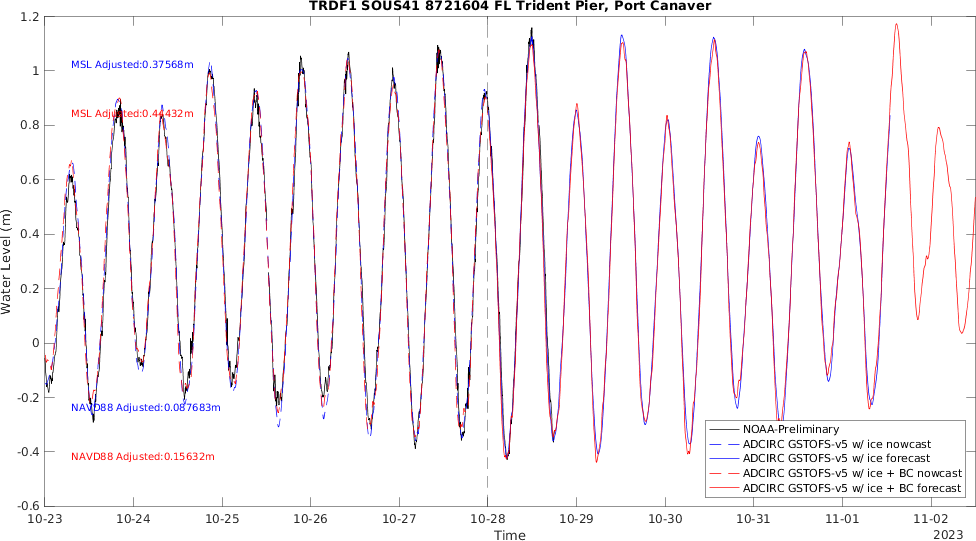 TRDF1 SOUS41 8721604 FL Trident Pier, Port Canaver
1.2
1
0.8
0.6
0.4
0.2
0
-0.2
-0.4
-0.6
Water Level (m)
MSL Adjusted:0.37568m
MSL Adjusted:0.44432m
NAVD88 Adjusted:0.087683m
NAVD88 Adjusted:0.15632m
NOAA-Preliminary
ADCIRC GSTOFS-v5 w/ ice nowcast
ADCIRC GSTOFS-v5 w/ ice forecast
ADCIRC GSTOFS-v5 w/ ice + BC nowcast
ADCIRC GSTOFS-v5 w/ ice + BC forecast
10-23 10-24 10-25 10-26 10-27 10-28 10-29 10-30 10-31 11-01 11-02
Time
2023